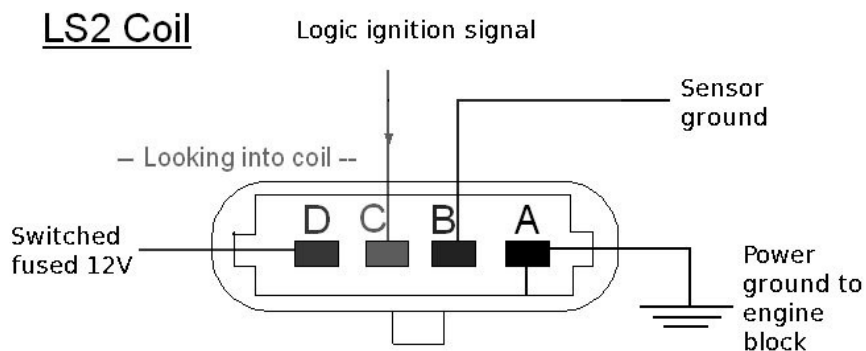 LS2 Coil
Logic ignition signal
Sensor
ground
-- Looking into coil --
D C B A
Switched
fused 12V
Power
ground to
engine
block